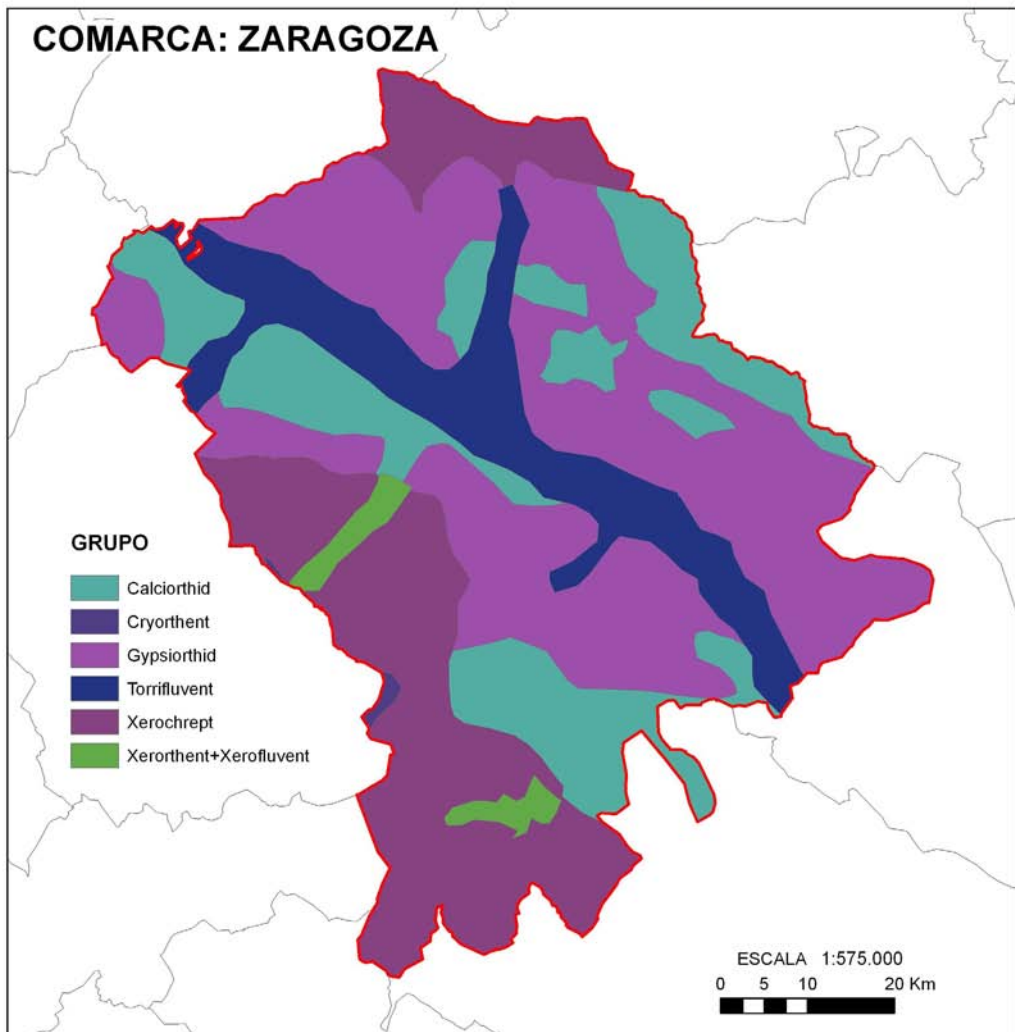 COMARCA: ZARAGOZA
GRUPO
Calciorthid
Cryorthent
Gypsiorthid
Torrifluvent
Xerochrept
Xerorthent+Xerofluvent
ESCALA 1:575.000
0 5 10 20 Km